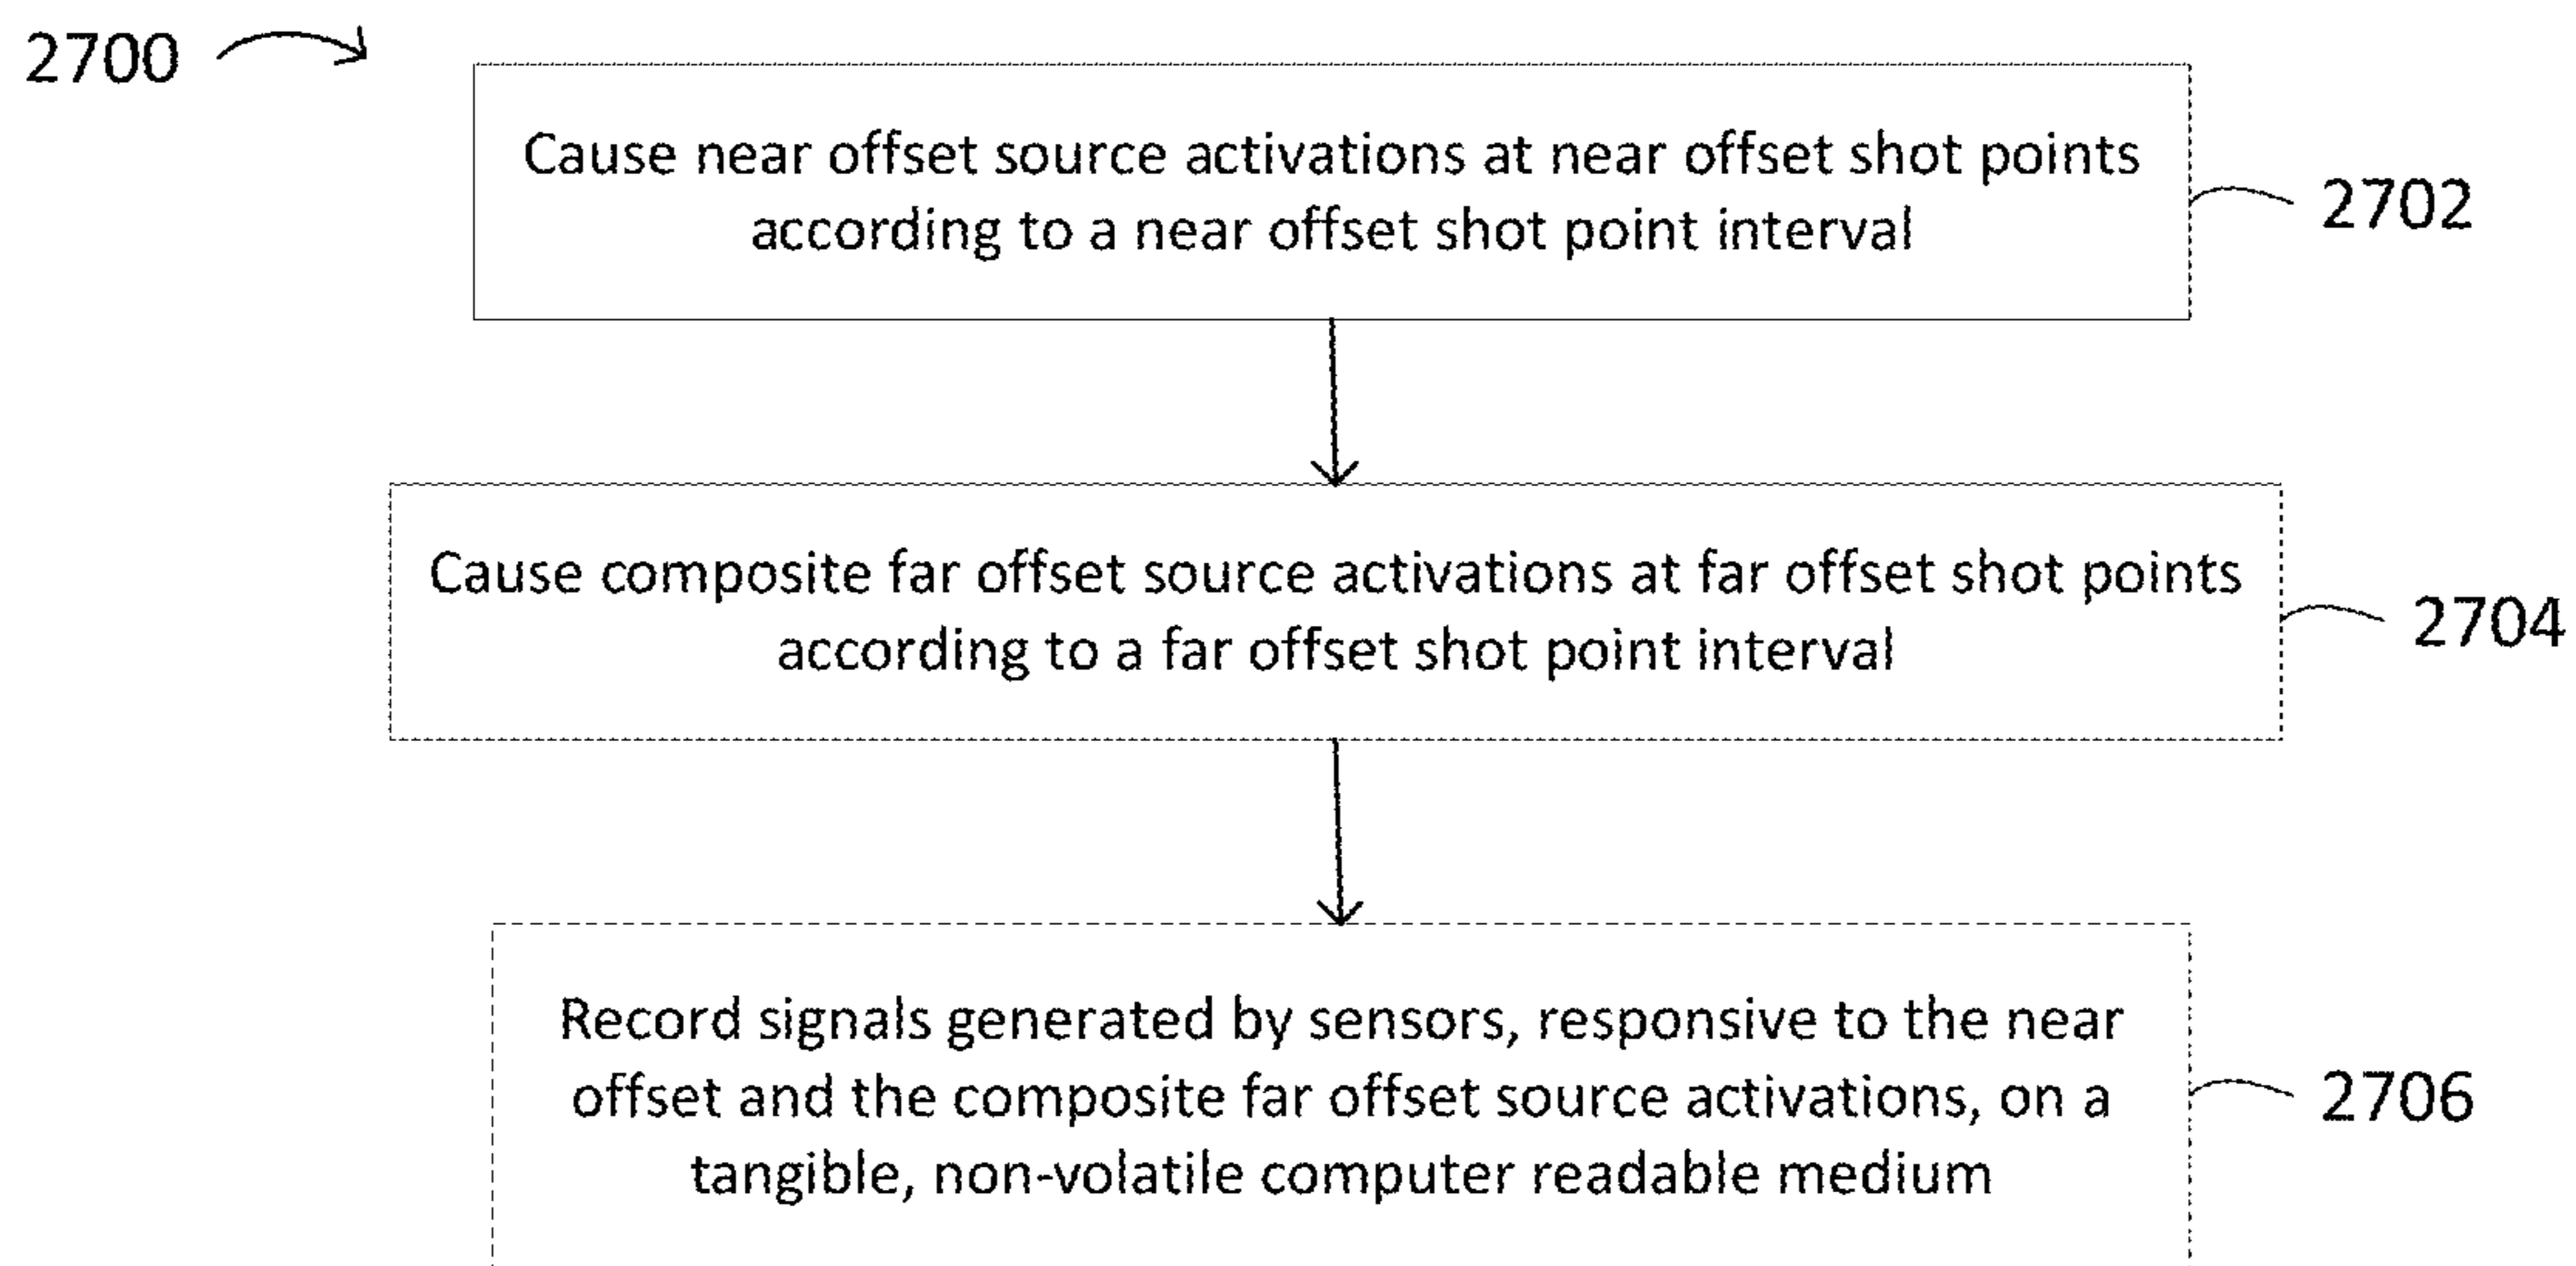 2700
Cause near offset source activations at near offset shot points
according to a near offset shot point interval
2702
Cause composite far offset source activations at far offset shot points
according to a far offset shot point interval
2704
Record signals generated by sensors, responsive to the near
offset and the composite far offset source activations, on a
tangible, non-volatile computer readable medium
2706